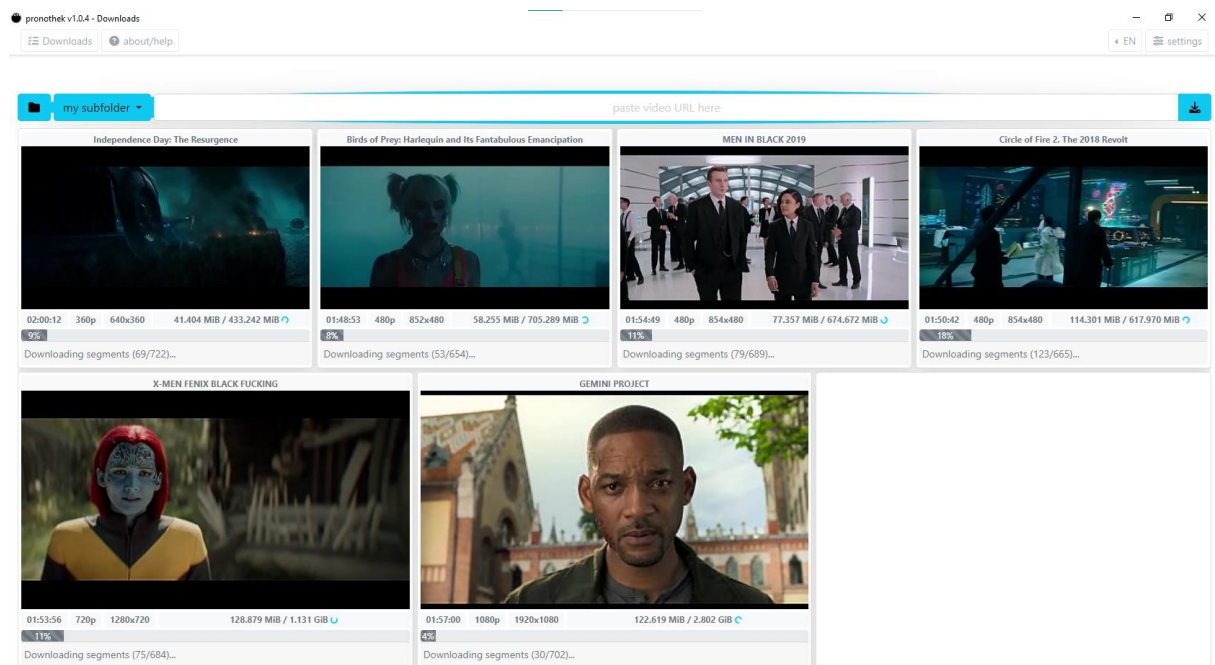 pronothek v1.0.4 - Downloads
Downloads about/help EN settings
my subfolder paste video URL here
Independence Day: The Resurgence
02:00:12 360p 640x360 41.404 MiB / 433.242 MiB
9%
Downloading segments (69/722)...
Birds of Prey: Harlequin and Its Fantabulous Emancipation
01:48:53 480p 852x480 58.255 MiB / 705.289 MiB
8%
Downloading segments (53/654)...
MEN IN BLACK 2019
01:54:49 480p 854x480 77.357 MiB / 674.672 MiB
11%
Downloading segments (79/689)...
Circle of Fire 2. The 2018 Revolt
01:50:42 480p 854x480 114.301 MiB / 617.970 MiB
18%
Downloading segments (123/665)...
X-MEN FENIX BLACK FUCKING
01:53:56 720p 1280x720 128.879 MiB / 1.131 GiB
11%
Downloading segments (75/684)...
GEMINI PROJECT
01:57:00 1080p 1920x1080 122.619 MiB / 2.802 GiB
4%
Downloading segments (30/702)...